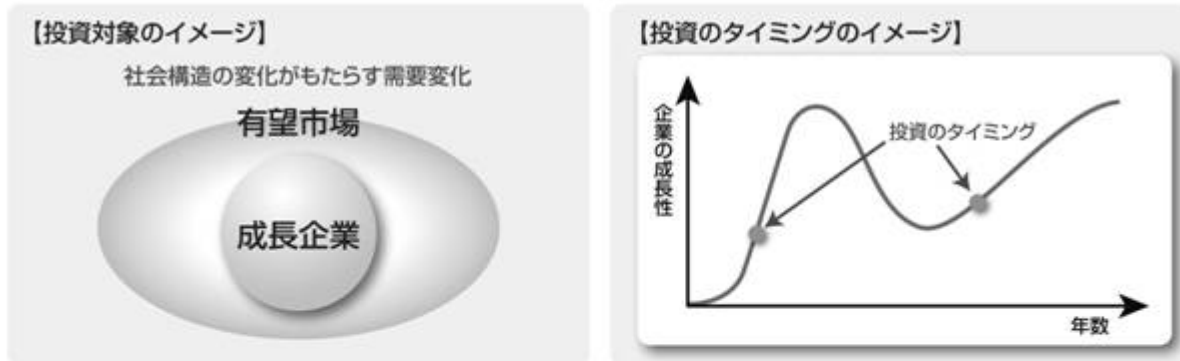 【投資対象のイメージ】
社会構造の変化がもたらす需要変化
有望市場
成長企業
【投資のタイミングのイメージ】
企業の成長性
投資のタイミング
年数